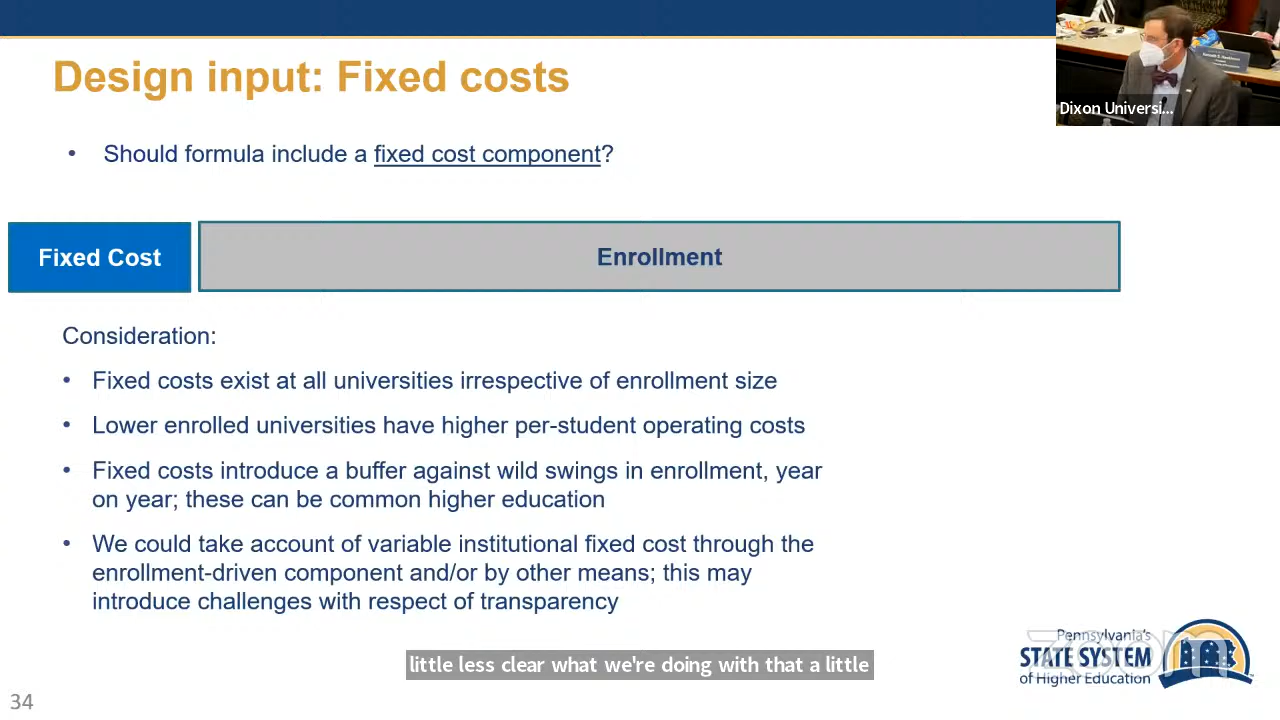 Design input: Fixed costs
Dixon Universi...
• Should formula include a fixed cost component?
Fixed Cost
Enrollment
Consideration:
• Fixed costs exist at all universities irrespective of enrollment size
• Lower enrolled universities have higher per-student operating costs
• Fixed costs introduce a buffer against wild swings in enrollment, year
on year; these can be common higher education
• We could take account of variable institutional fixed cost through the
enrollment-driven component and/or by other means; this may
introduce challenges with respect of transparency
little less clear what we're doing with that a little
Pennsylvania's
STATE SYSTEM
of Higher Education
zoom
34